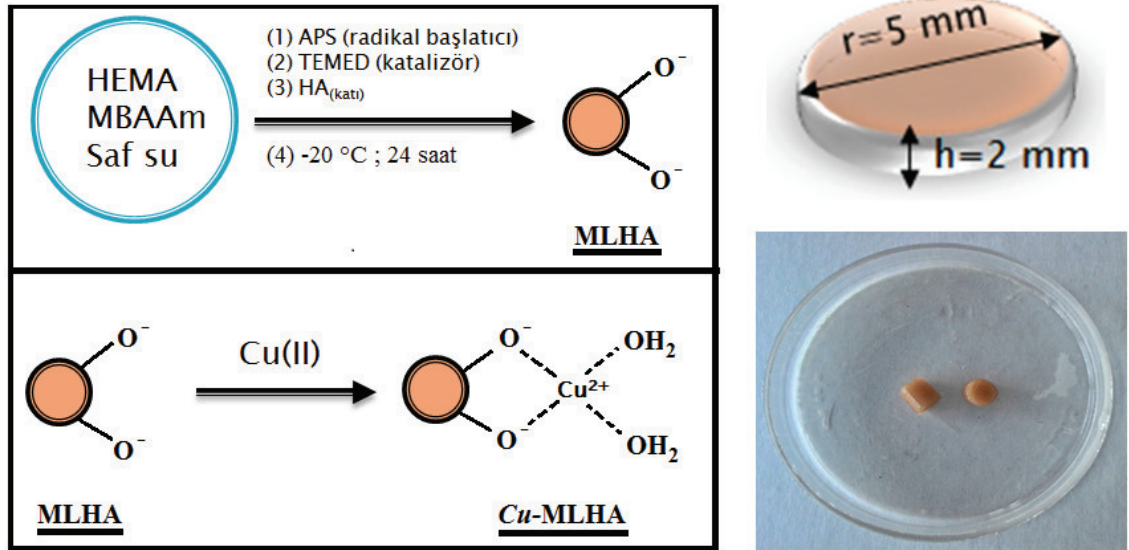 HEMA
MBAAm
Saf su
(1) APS (radikal başlatıcı)
(2) TEMED (katalizör)
(3) HA(katı)
(4) -20 °C ; 24 saat
O⁻
O⁻
MLHA
r=5 mm
h=2 mm
O⁻
O⁻
MLHA
Cu(II)
O⁻
O⁻
Cu²⁺
OH₂
OH₂
Cu-MLHA